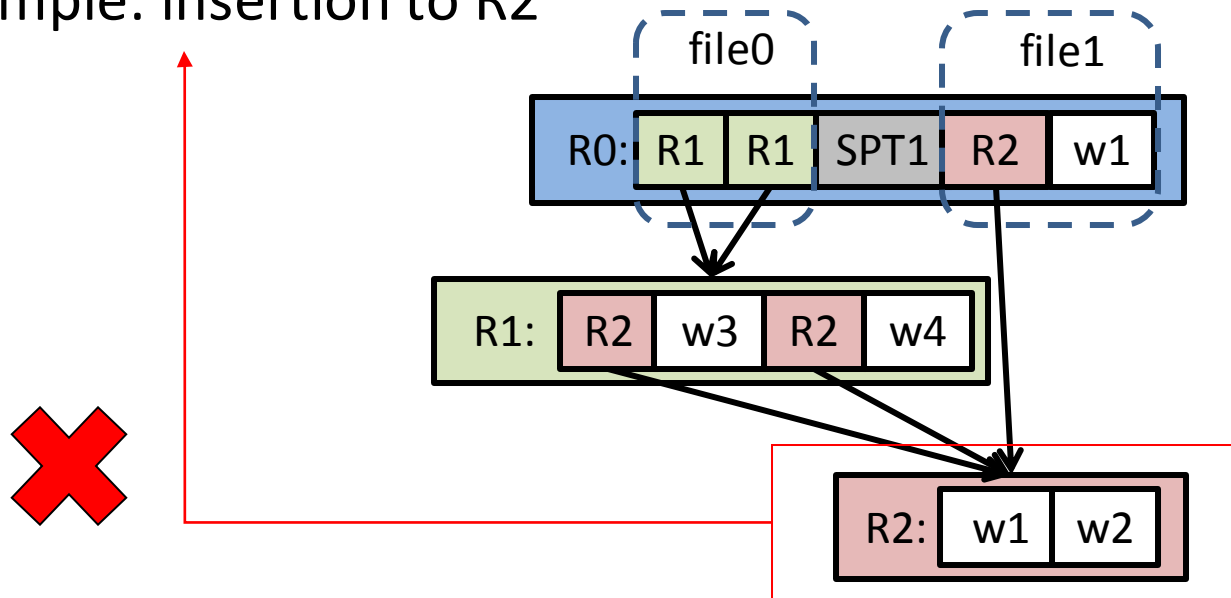 mple: insertion to R2
file0 file1
R0: R1 R1 SPT1 R2 w1
R1: R2 w3 R2 w4
R2: w1 w2